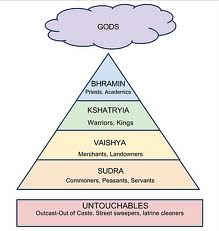 GODS
BHRAMIN
Priests, Academics
KSHATRYIA
Warriors, Kings
VAISHYA
Merchants, Landowners
SUDRA
Commoners, Peasants, Servants
UNTOUCHABLES
Outcast-Out of Caste. Street sweepers, latrine cleaners